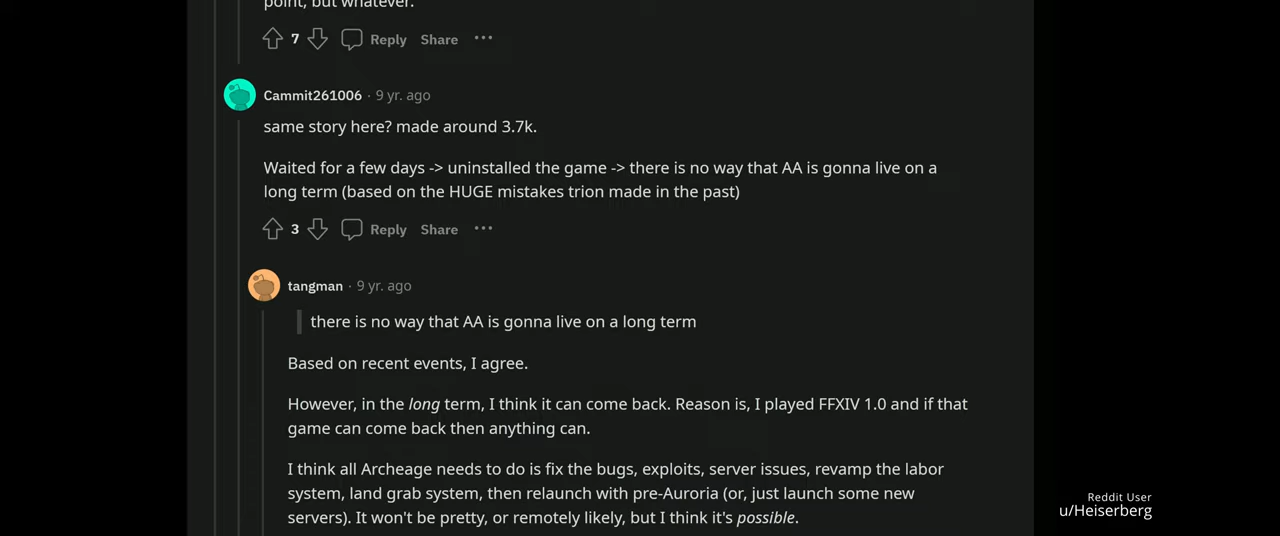 point, but whatever.
7 Reply Share ...
Cammit261006 · 9 yr. ago
same story here? made around 3.7k.
Waited for a few days -> uninstalled the game -> there is no way that AA is gonna live on a
long term (based on the HUGE mistakes trion made in the past)
3 Reply Share ...
tangman · 9 yr. ago
there is no way that AA is gonna live on a long term
Based on recent events, I agree.
However, in the long term, I think it can come back. Reason is, I played FFXIV 1.0 and if that
game can come back then anything can.
I think all Archeage needs to do is fix the bugs, exploits, server issues, revamp the labor
system, land grab system, then relaunch with pre-Auroria (or, just launch some new
servers). It won't be pretty, or remotely likely, but I think it's possible.
Reddit User
u/Heiserberg